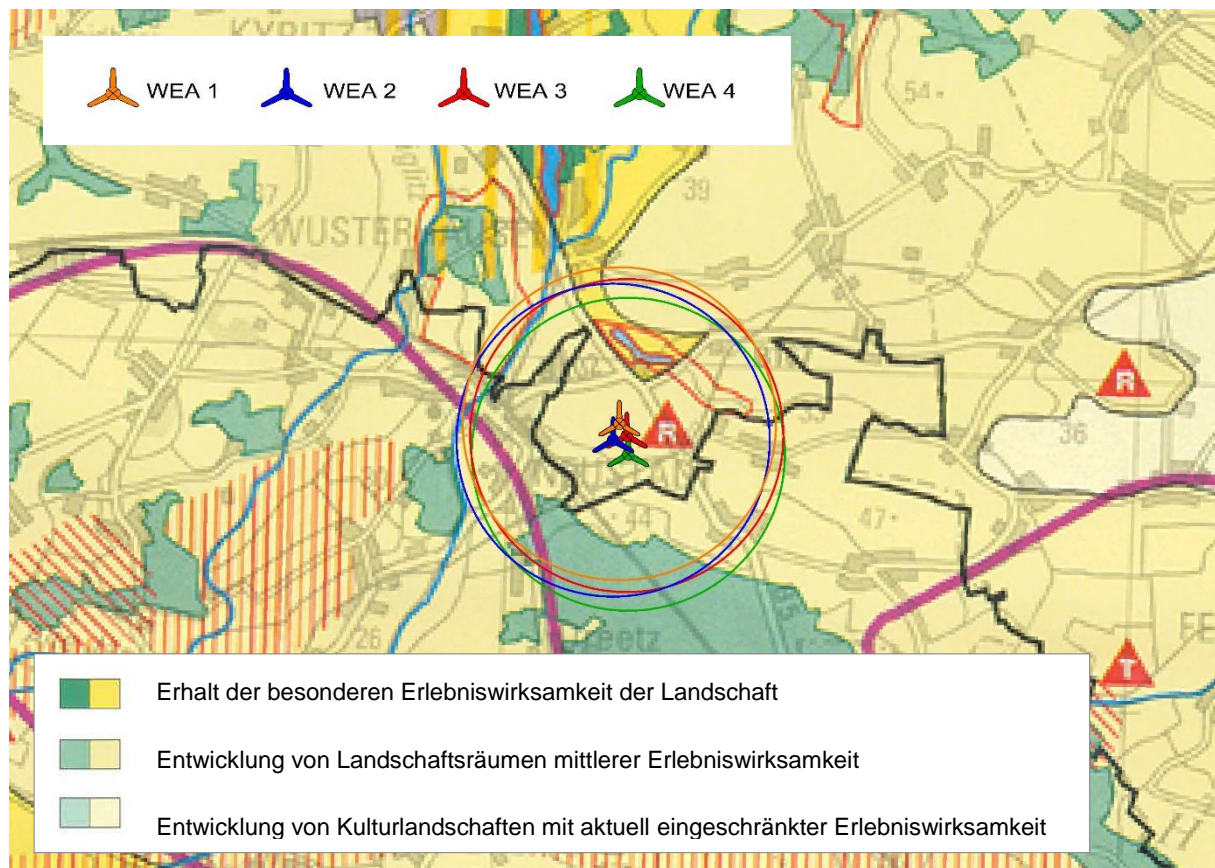 KYRITZ
WEA 1
WEA 2
WEA 3
WEA 4
54
39
37
WUSTER
R
R
36
44
47
26
T
H
Erhalt der besonderen Erlebniswirksamkeit der Landschaft
Entwicklung von Landschaftsräumen mittlerer Erlebniswirksamkeit
Entwicklung von Kulturlandschaften mit aktuell eingeschränkter Erlebniswirksamkeit